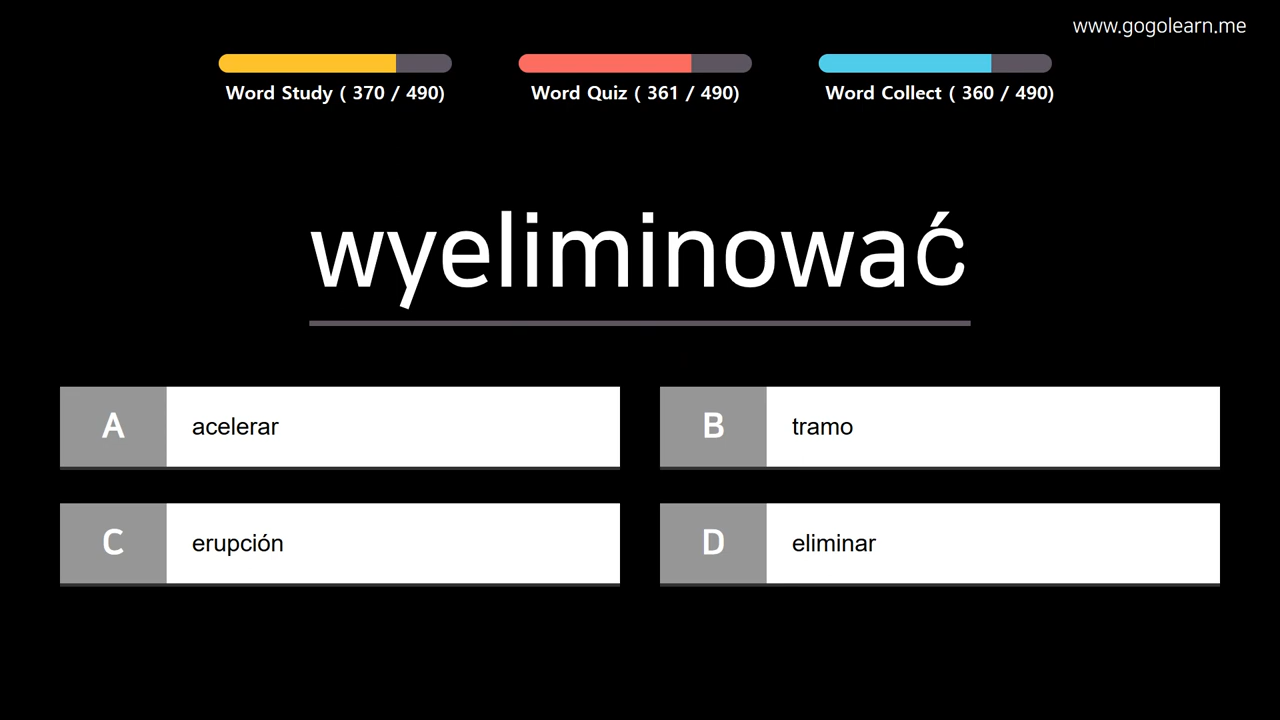 www.gogolearn.me
Word Study ( 370 / 490)
Word Quiz ( 361 / 490)
Word Collect ( 360 / 490)
wyeliminować
A acelerar
B tramo
C erupción
D eliminar